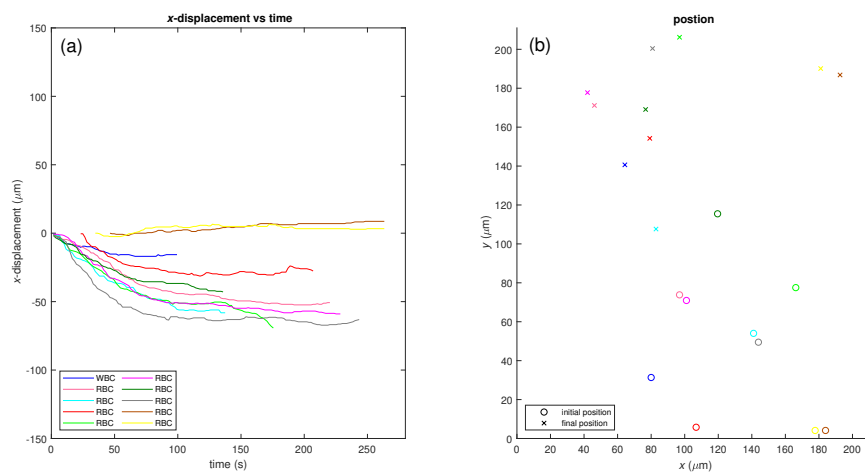 x-displacement vs time
(a)
x-displacement (μm)
150
100
50
0
-50
-100
-150
0 50 100 150 200 250
time (s)
WBC RBC
RBC RBC
RBC RBC
RBC RBC
RBC RBC
postion
(b)
y (μm)
200
180
160
140
120
100
80
60
40
20
0
0 20 40 60 80 100 120 140 160 180 200
x (μm)
initial position
final position